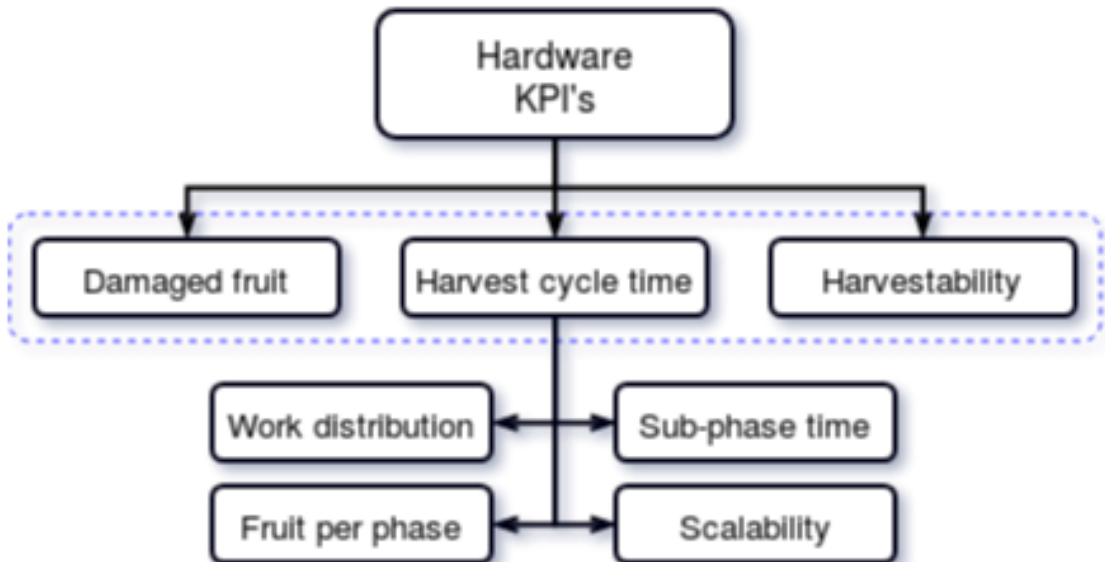 Hardware
KPI's
Damaged fruit
Harvest cycle time
Harvestability
Work distribution
Sub-phase time
Fruit per phase
Scalability